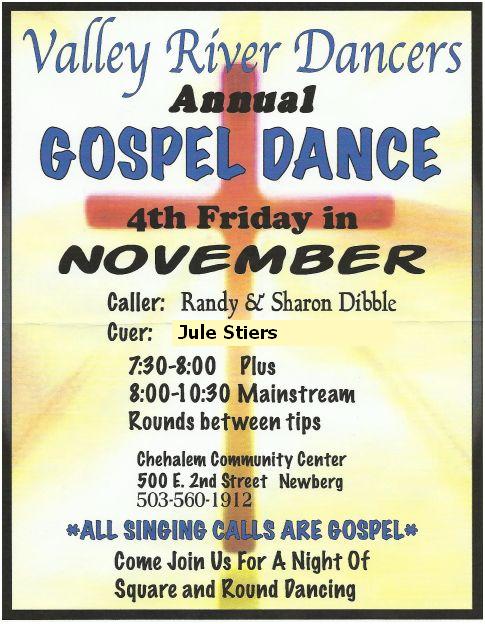 Valley River Dancers
Annual
GOSPEL DANCE
4th Friday in
NOVEMBER
Caller: Randy & Sharon Dibble
Cuer: Jule Stiers
7:30-8:00 Plus
8:00-10:30 Mainstream
Rounds between tips
Chehalem Community Center
500 E. 2nd Street Newberg
503-560-1912
*ALL SINGING CALLS ARE GOSPEL*
Come Join Us For A Night Of
Square and Round Dancing